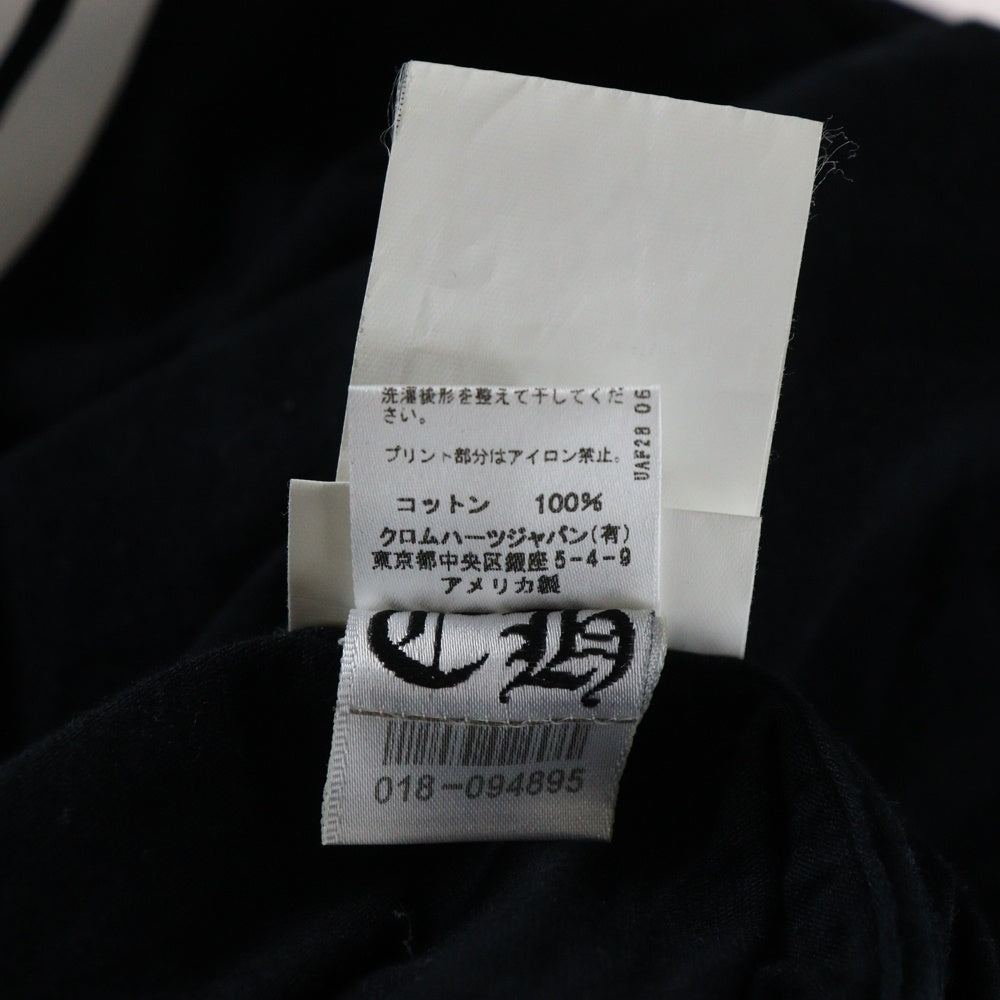 洗濯後形を整えて干してくだ
さい。
プリント部分はアイロン禁止。
UAF28 06
コットン 100%
クロムハーツジャパン(有)
東京都中央区銀座5-4-9
アメリカ製
CH
018-094895